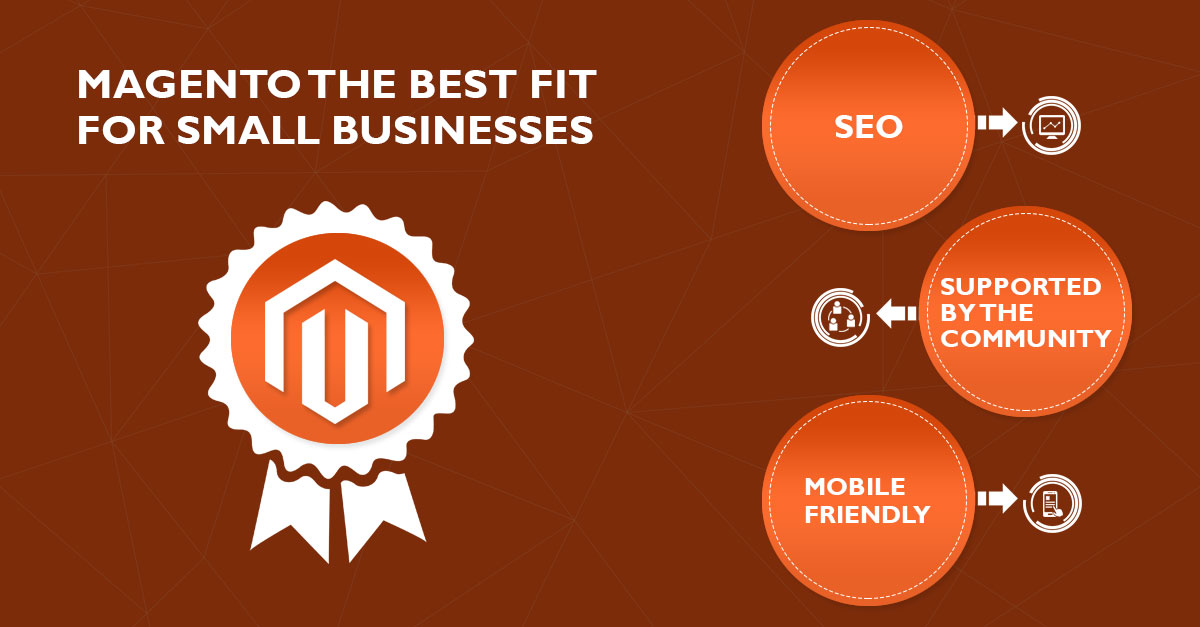 MAGENTO THE BEST FIT
FOR SMALL BUSINESSES
SEO
SUPPORTED
BY THE
COMMUNITY
MOBILE
FRIENDLY